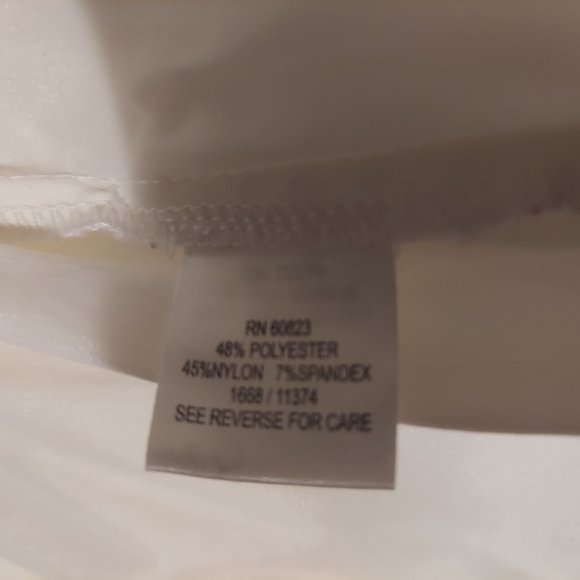 RN 60823
48% POLYESTER
45%NYLON 7%SPANDEX
1668 / 11374
SEE REVERSE FOR CARE